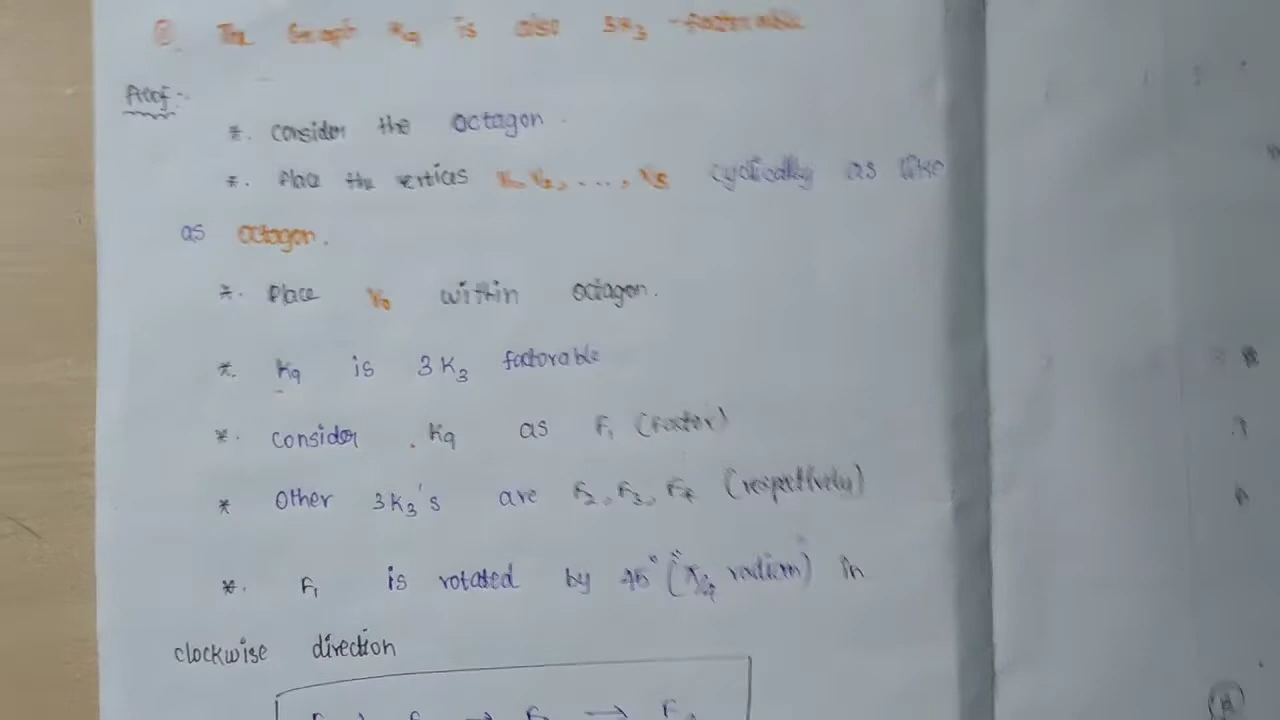 The Graph K9 is also 3K3 - factorable
Proof:-
*. consider the octagon.
*. Place the vertices V1, V2, ..., V8 cyclically as like
as octagon.
*. Place V0 within octagon.
*. K9 is 3K3 factorable
*. consider K9 as F1 (factor)
* Other 3K3's are F2, F3, F4 (respectively)
*. F1 is rotated by 45° (π/4 radian) in
clockwise direction